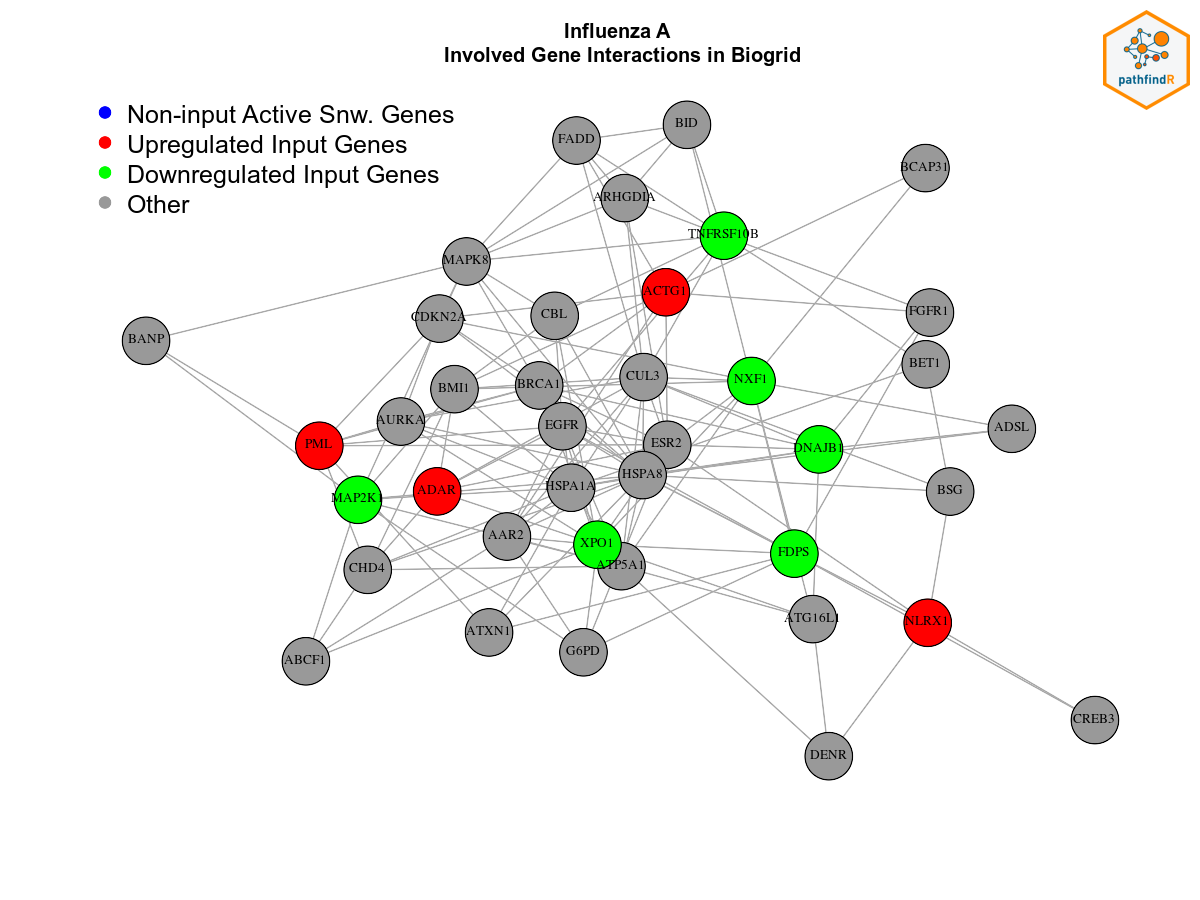 Influenza A
Involved Gene Interactions in Biogrid
pathfindR
Non-input Active Snw. Genes
Upregulated Input Genes
Downregulated Input Genes
Other
BID
FADD
BCAP31
ARHGDIA
TNFRSF10B
MAPK8
ACTG1
CDKN2A
CBL
FGFR1
BANP
BET1
CUL3
NXF1
BRCA1
BMI1
AURKA
EGFR
ADSL
PML
ESR2
DNAJB1
HSPA8
HSPA1A
ADAR
BSG
MAP2K1
AAR2
XPO1
FDPS
ATP5A1
CHD4
ATG16L1
NLRX1
ATXN1
G6PD
ABCF1
CREB3
DENR